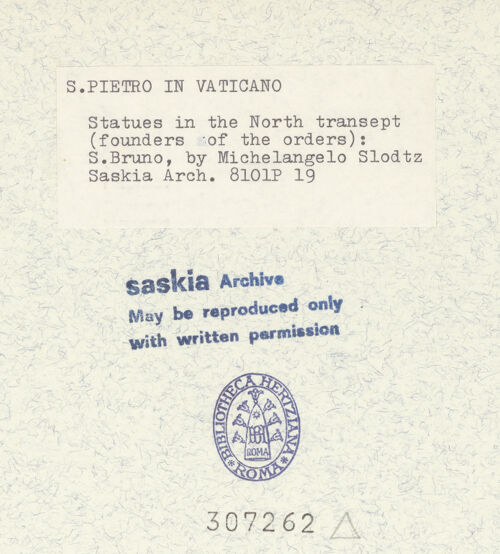 S.PIETRO IN VATICANO
Statues in the North transept
(founders of the orders):
S.Bruno, by Michelangelo Slodtz
Saskia Arch. 8101P 19
saskia Archive
May be reproduced only
with written permission
BIBLIOTHECA HERTZIANA
ROMA
* ROMA *
307262